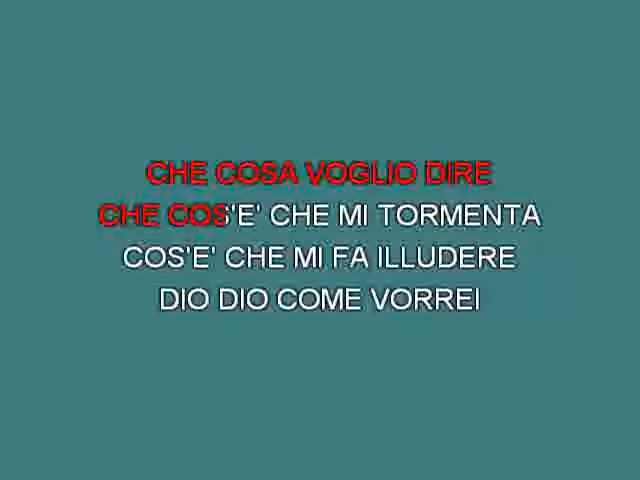 CHE COSA VOGLIO DIRE
CHE COS'E' CHE MI TORMENTA
COS'E' CHE MI FA ILLUDERE
DIO DIO COME VORREI